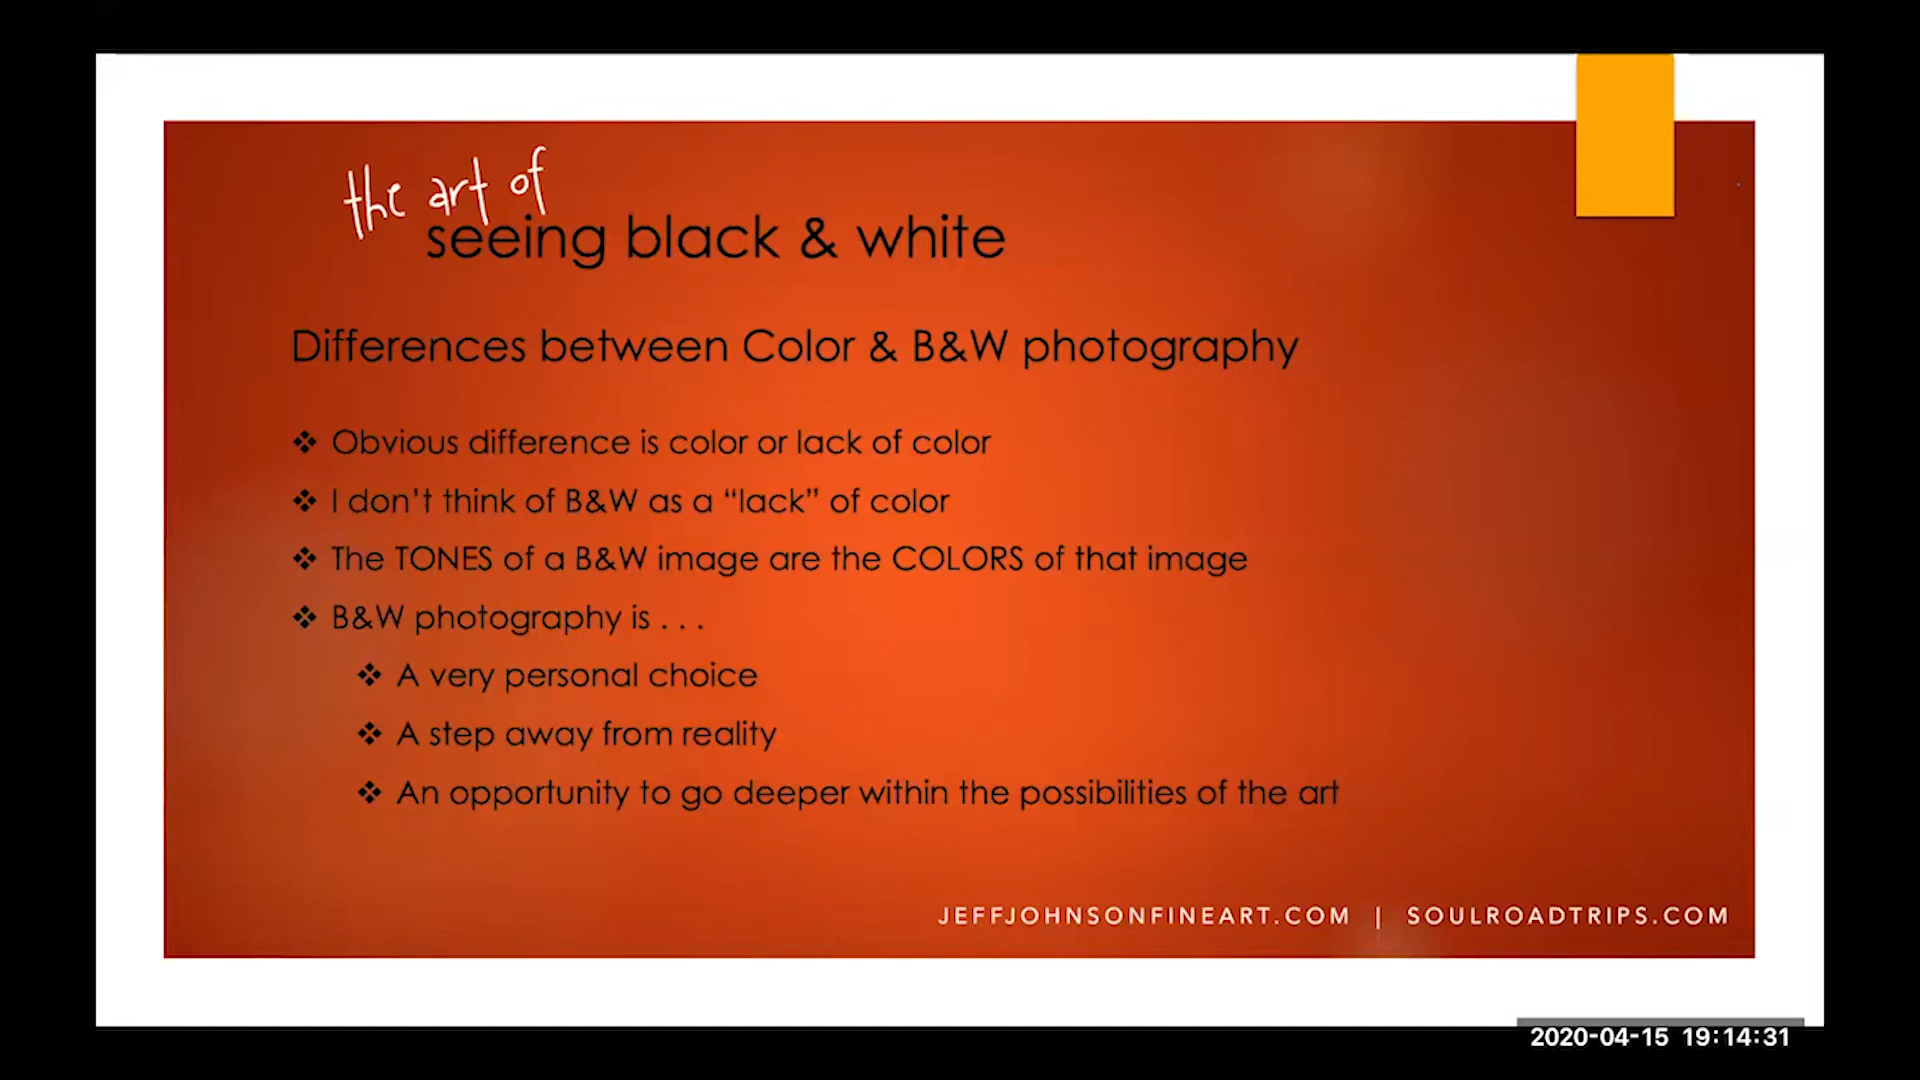 the art of
seeing black & white
Differences between Color & B&W photography
❖ Obvious difference is color or lack of color
❖ I don't think of B&W as a “lack” of color
❖ The TONES of a B&W image are the COLORS of that image
❖ B&W photography is . . .
❖ A very personal choice
❖ A step away from reality
❖ An opportunity to go deeper within the possibilities of the art
JEFFJOHNSONFINEART.COM | SOULROADTRIPS.COM
2020-04-15 19:14:31